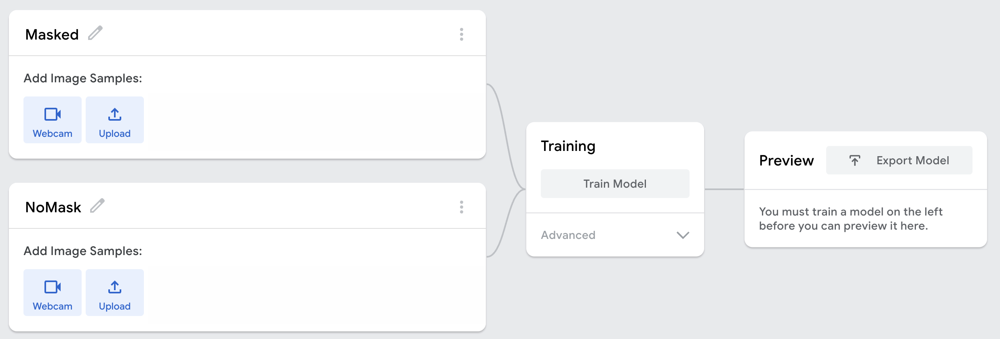 Masked
Add Image Samples:
Webcam
Upload
NoMask
Add Image Samples:
Webcam
Upload
Training
Train Model
Advanced
Preview
Export Model
You must train a model on the left
before you can preview it here.